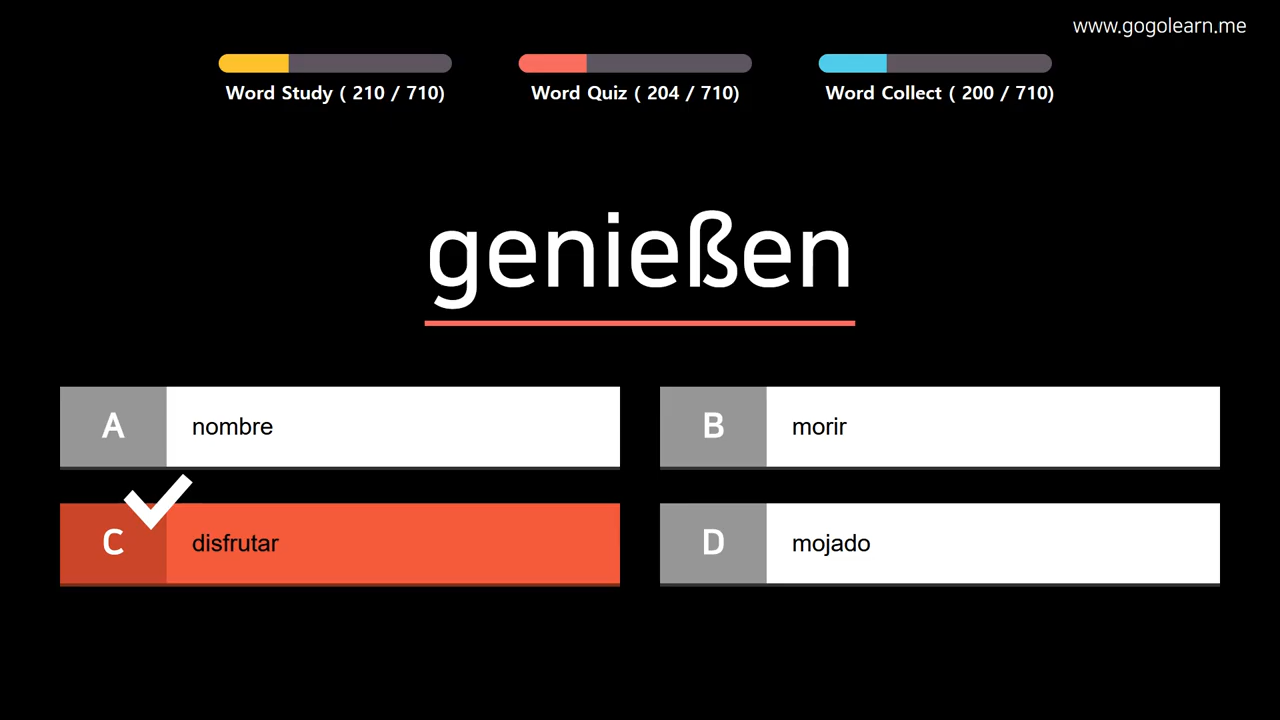 www.gogolearn.me
Word Study ( 210 / 710)
Word Quiz ( 204 / 710)
Word Collect ( 200 / 710)
genießen
A nombre
B morir
C disfrutar
D mojado